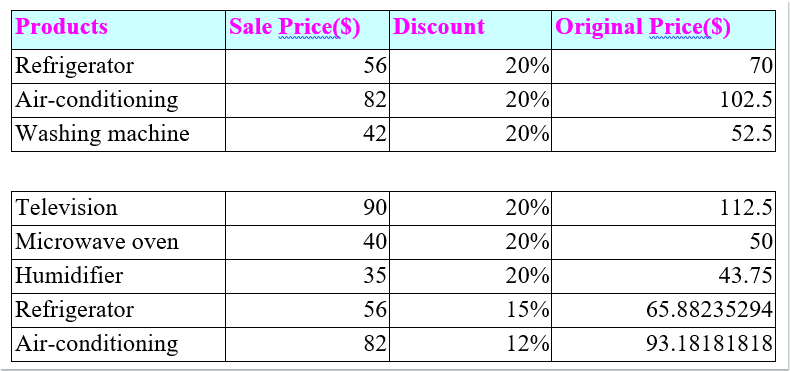 Products Sale Price($) Discount Original Price($)
Refrigerator 56 20% 70
Air-conditioning 82 20% 102.5
Washing machine 42 20% 52.5
Television 90 20% 112.5
Microwave oven 40 20% 50
Humidifier 35 20% 43.75
Refrigerator 56 15% 65.88235294
Air-conditioning 82 12% 93.18181818